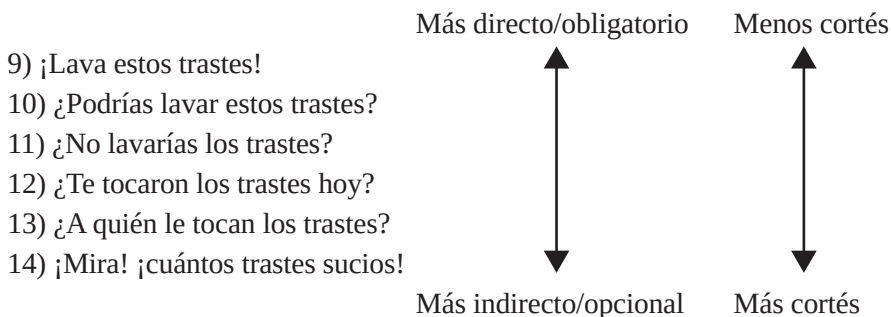 Más directo/obligatorio Menos cortés
9) ¡Lava estos trastes!
10) ¿Podrías lavar estos trastes?
11) ¿No lavarías los trastes?
12) ¿Te tocaron los trastes hoy?
13) ¿A quién le tocan los trastes?
14) ¡Mira! ¡cuántos trastes sucios!
Más indirecto/opcional Más cortés